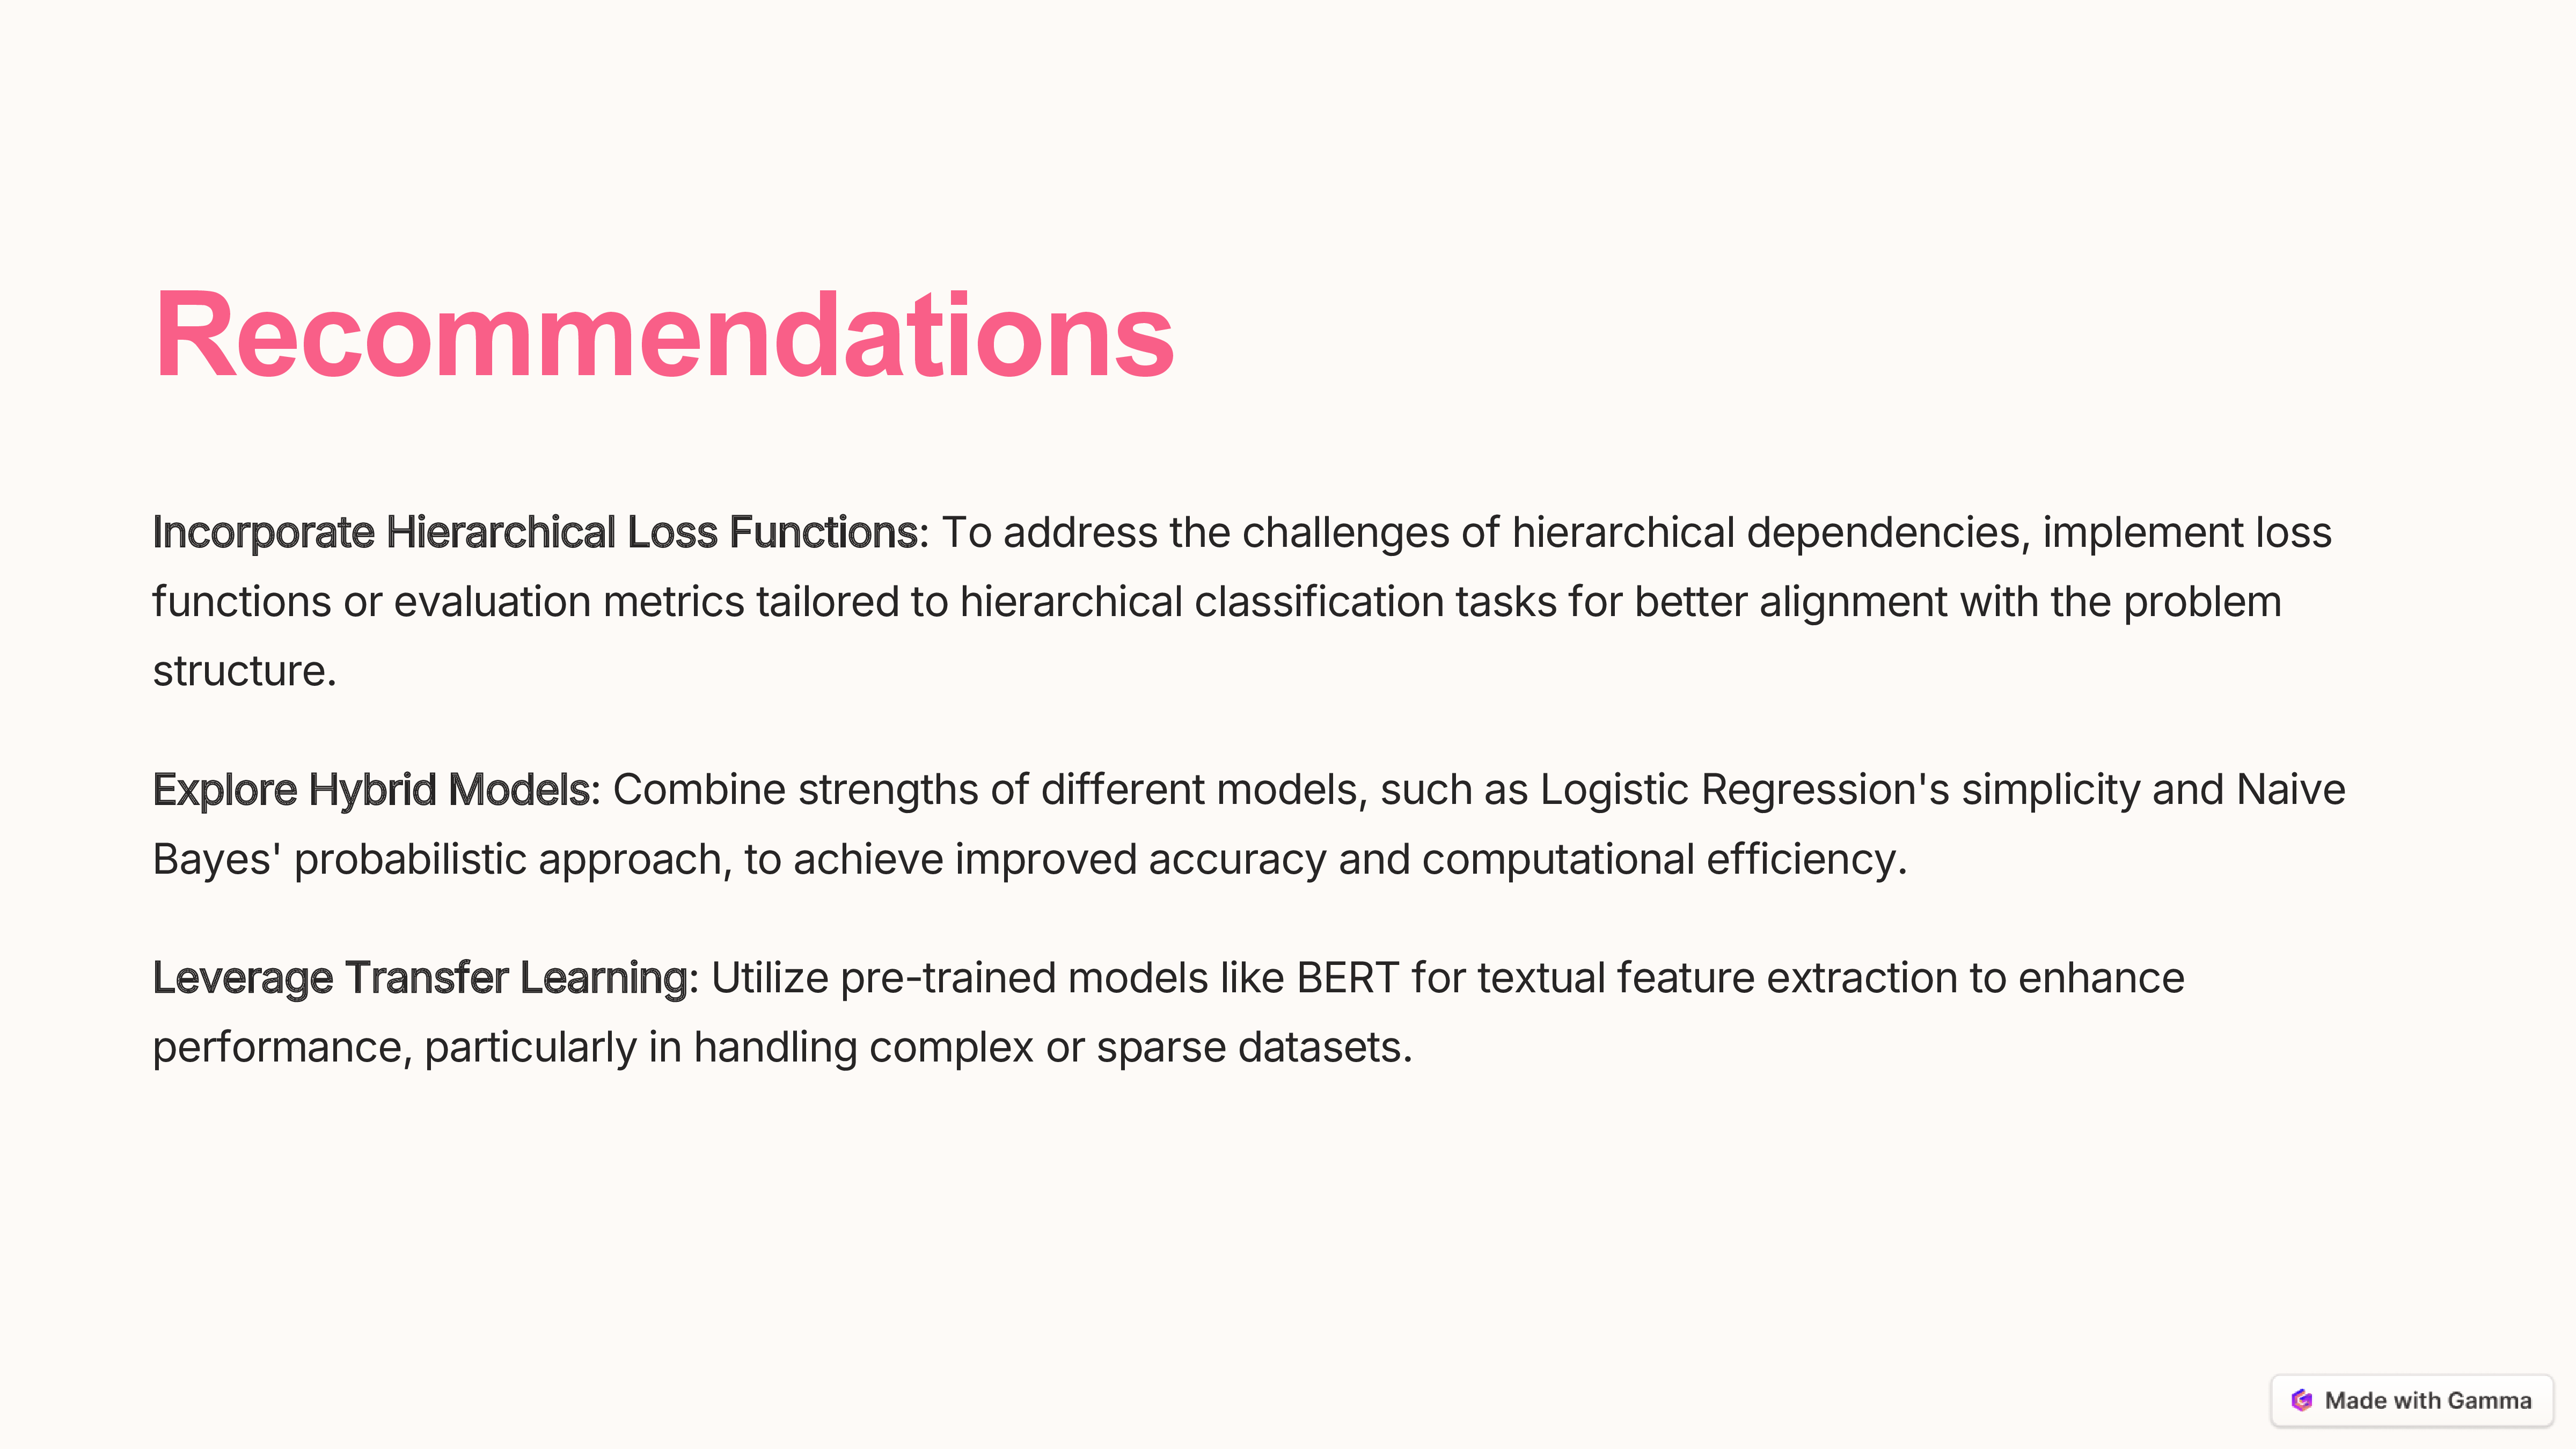 Recommendations
Incorporate Hierarchical Loss Functions: To address the challenges of hierarchical dependencies, implement loss
functions or evaluation metrics tailored to hierarchical classification tasks for better alignment with the problem
structure.
Explore Hybrid Models: Combine strengths of different models, such as Logistic Regression's simplicity and Naive
Bayes' probabilistic approach, to achieve improved accuracy and computational efficiency.
Leverage Transfer Learning: Utilize pre-trained models like BERT for textual feature extraction to enhance
performance, particularly in handling complex or sparse datasets.
Made with Gamma